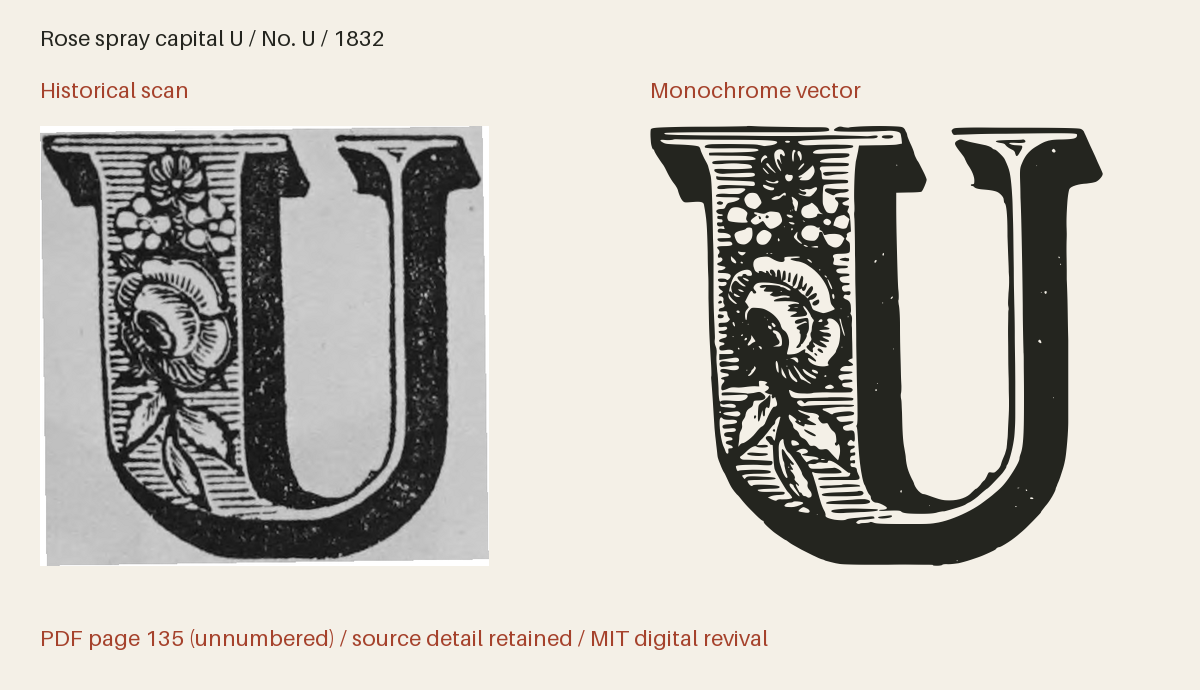 Rose spray capital U / No. U / 1832
Historical scan
Monochrome vector
U
U
PDF page 135 (unnumbered) / source detail retained / MIT digital revival